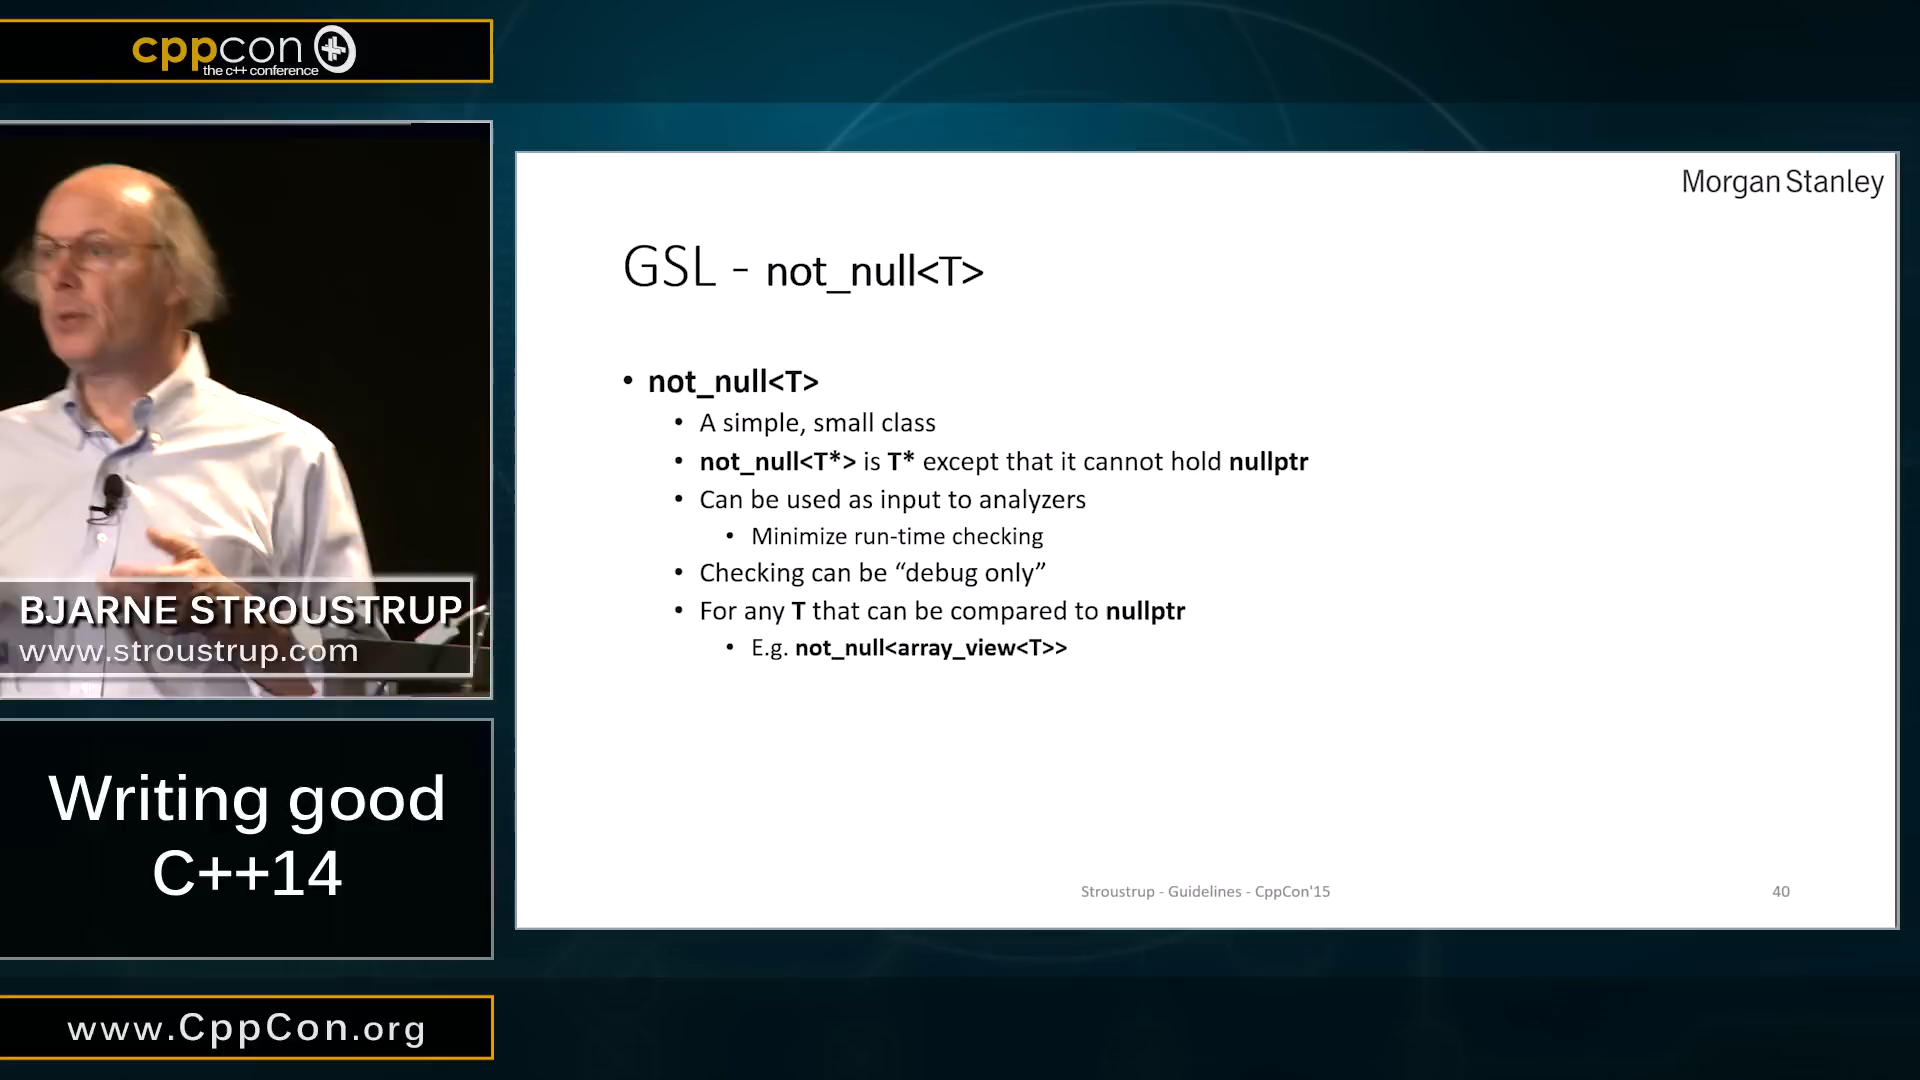 cppcon
the c++ conference
BJARNE STROUSTRUP
www.stroustrup.com
Writing good
C++14
www.CppCon.org
Morgan Stanley
GSL - not_null<T>
• not_null<T>
• A simple, small class
• not_null<T*> is T* except that it cannot hold nullptr
• Can be used as input to analyzers
• Minimize run-time checking
• Checking can be “debug only”
• For any T that can be compared to nullptr
• E.g. not_null<array_view<T>>
Stroustrup - Guidelines - CppCon'15
40